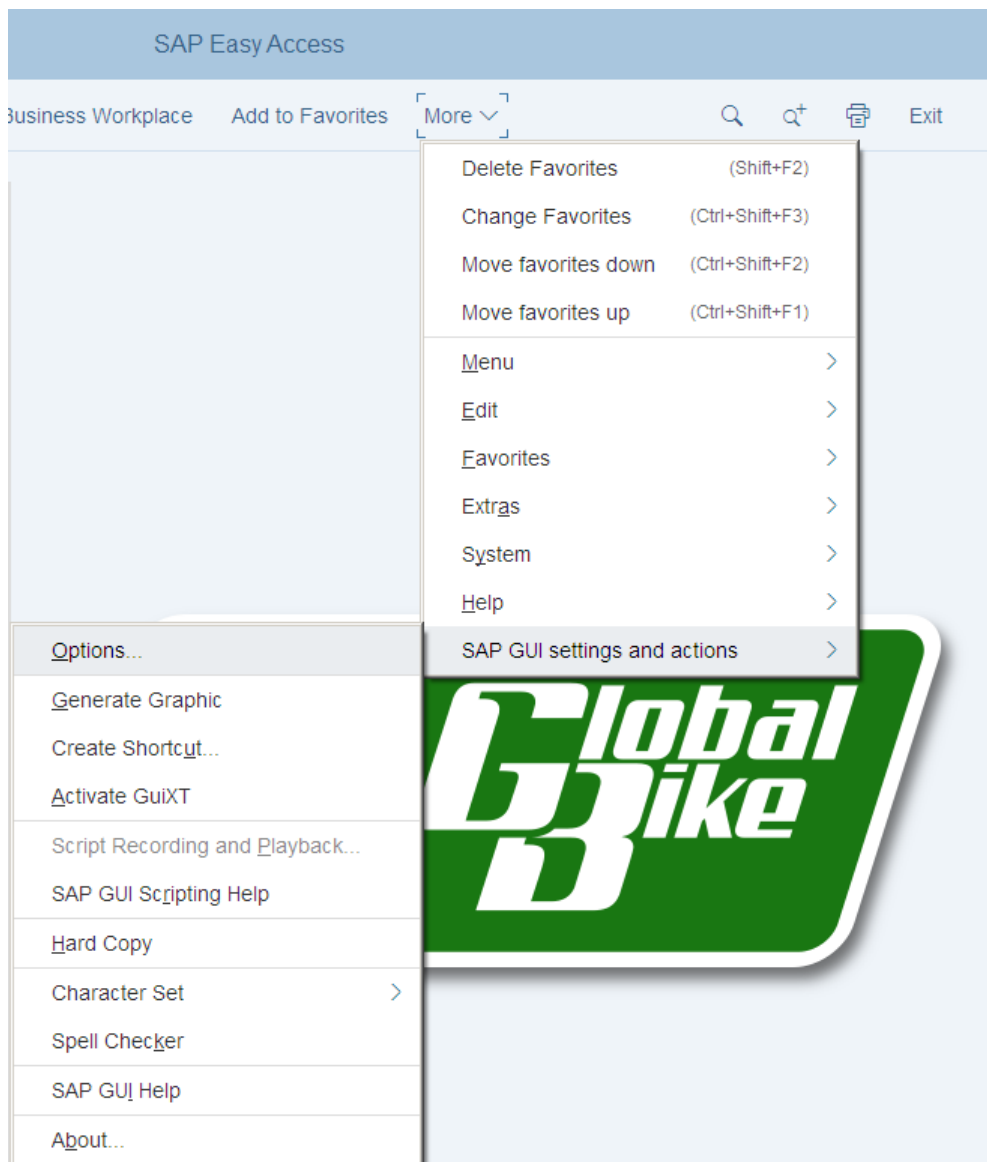 SAP Easy Access
Business Workplace Add to Favorites More Exit
Delete Favorites (Shift+F2)
Change Favorites (Ctrl+Shift+F3)
Move favorites down (Ctrl+Shift+F2)
Move favorites up (Ctrl+Shift+F1)
Menu
Edit
Favorites
Extras
System
Help
SAP GUI settings and actions
Options...
Generate Graphic
Create Shortcut...
Activate GuiXT
Script Recording and Playback...
SAP GUI Scripting Help
Hard Copy
Character Set
Spell Checker
SAP GUI Help
About...
Global
Bike